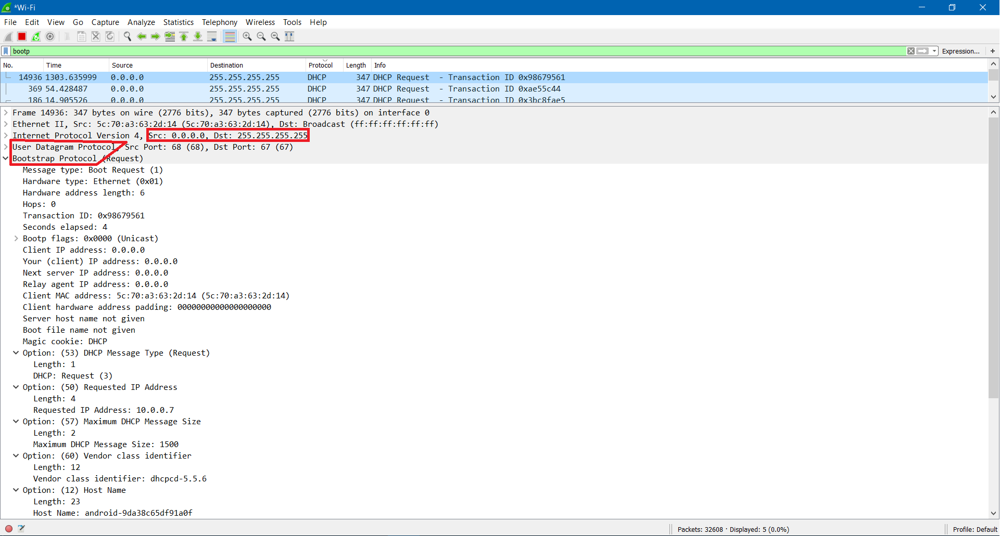 *Wi-Fi
File Edit View Go Capture Analyze Statistics Telephony Wireless Tools Help
bootp
Expression... +
No. Time Source Destination Protocol Length Info
14936 1303.635999 0.0.0.0 255.255.255.255 DHCP 347 DHCP Request - Transaction ID 0x98679561
369 54.428487 0.0.0.0 255.255.255.255 DHCP 347 DHCP Request - Transaction ID 0xae55c44
186 14.905526 0.0.0.0 255.255.255.255 DHCP 347 DHCP Request - Transaction ID 0x3bc8fae5
Frame 14936: 347 bytes on wire (2776 bits), 347 bytes captured (2776 bits) on interface 0
Ethernet II, Src: 5c:70:a3:63:2d:14 (5c:70:a3:63:2d:14), Dst: Broadcast (ff:ff:ff:ff:ff:ff)
Internet Protocol Version 4, Src: 0.0.0.0, Dst: 255.255.255.255
User Datagram Protocol, Src Port: 68 (68), Dst Port: 67 (67)
Bootstrap Protocol (Request)
Message type: Boot Request (1)
Hardware type: Ethernet (0x01)
Hardware address length: 6
Hops: 0
Transaction ID: 0x98679561
Seconds elapsed: 4
Bootp flags: 0x0000 (Unicast)
Client IP address: 0.0.0.0
Your (client) IP address: 0.0.0.0
Next server IP address: 0.0.0.0
Relay agent IP address: 0.0.0.0
Client MAC address: 5c:70:a3:63:2d:14 (5c:70:a3:63:2d:14)
Client hardware address padding: 00000000000000000000
Server host name not given
Boot file name not given
Magic cookie: DHCP
Option: (53) DHCP Message Type (Request)
Length: 1
DHCP: Request (3)
Option: (50) Requested IP Address
Length: 4
Requested IP Address: 10.0.0.7
Option: (57) Maximum DHCP Message Size
Length: 2
Maximum DHCP Message Size: 1500
Option: (60) Vendor class identifier
Length: 12
Vendor class identifier: dhcpcd-5.5.6
Option: (12) Host Name
Length: 23
Host Name: android-9da38c65df91a0f
Packets: 32608 · Displayed: 5 (0.0%)
Profile: Default